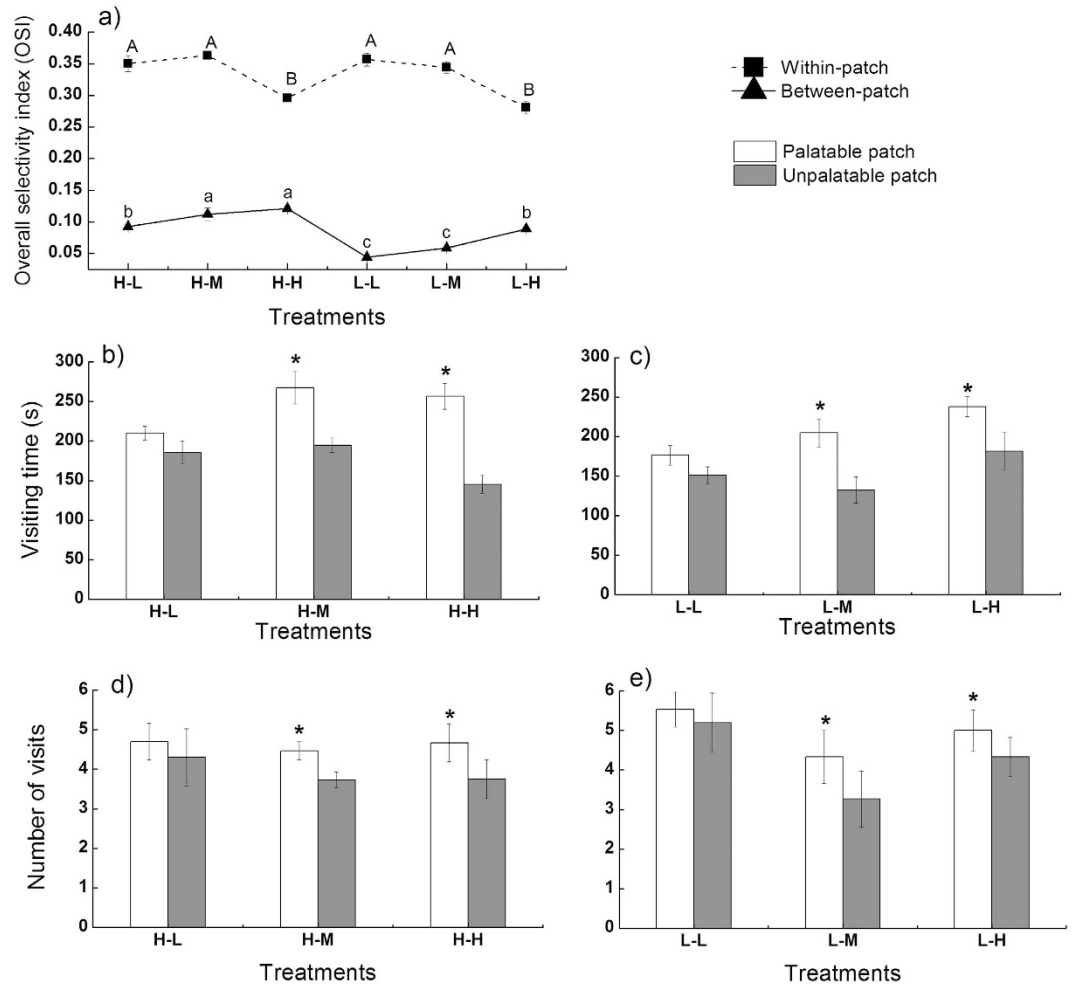 a)
Overall selectivity index (OSI)
0.40
0.35
0.30
0.25
0.20
0.15
0.10
0.05
A
A
B
A
A
B
b
a
a
c
c
b
H-L
H-M
H-H
L-L
L-M
L-H
Treatments
Within-patch
Between-patch
Palatable patch
Unpalatable patch
b)
Visiting time (s)
300
250
200
150
100
50
0
*
*
H-L
H-M
H-H
Treatments
c)
300
250
200
150
100
50
0
*
*
L-L
L-M
L-H
Treatments
d)
Number of visits
6
5
4
3
2
1
0
*
*
H-L
H-M
H-H
Treatments
e)
6
5
4
3
2
1
0
*
*
L-L
L-M
L-H
Treatments